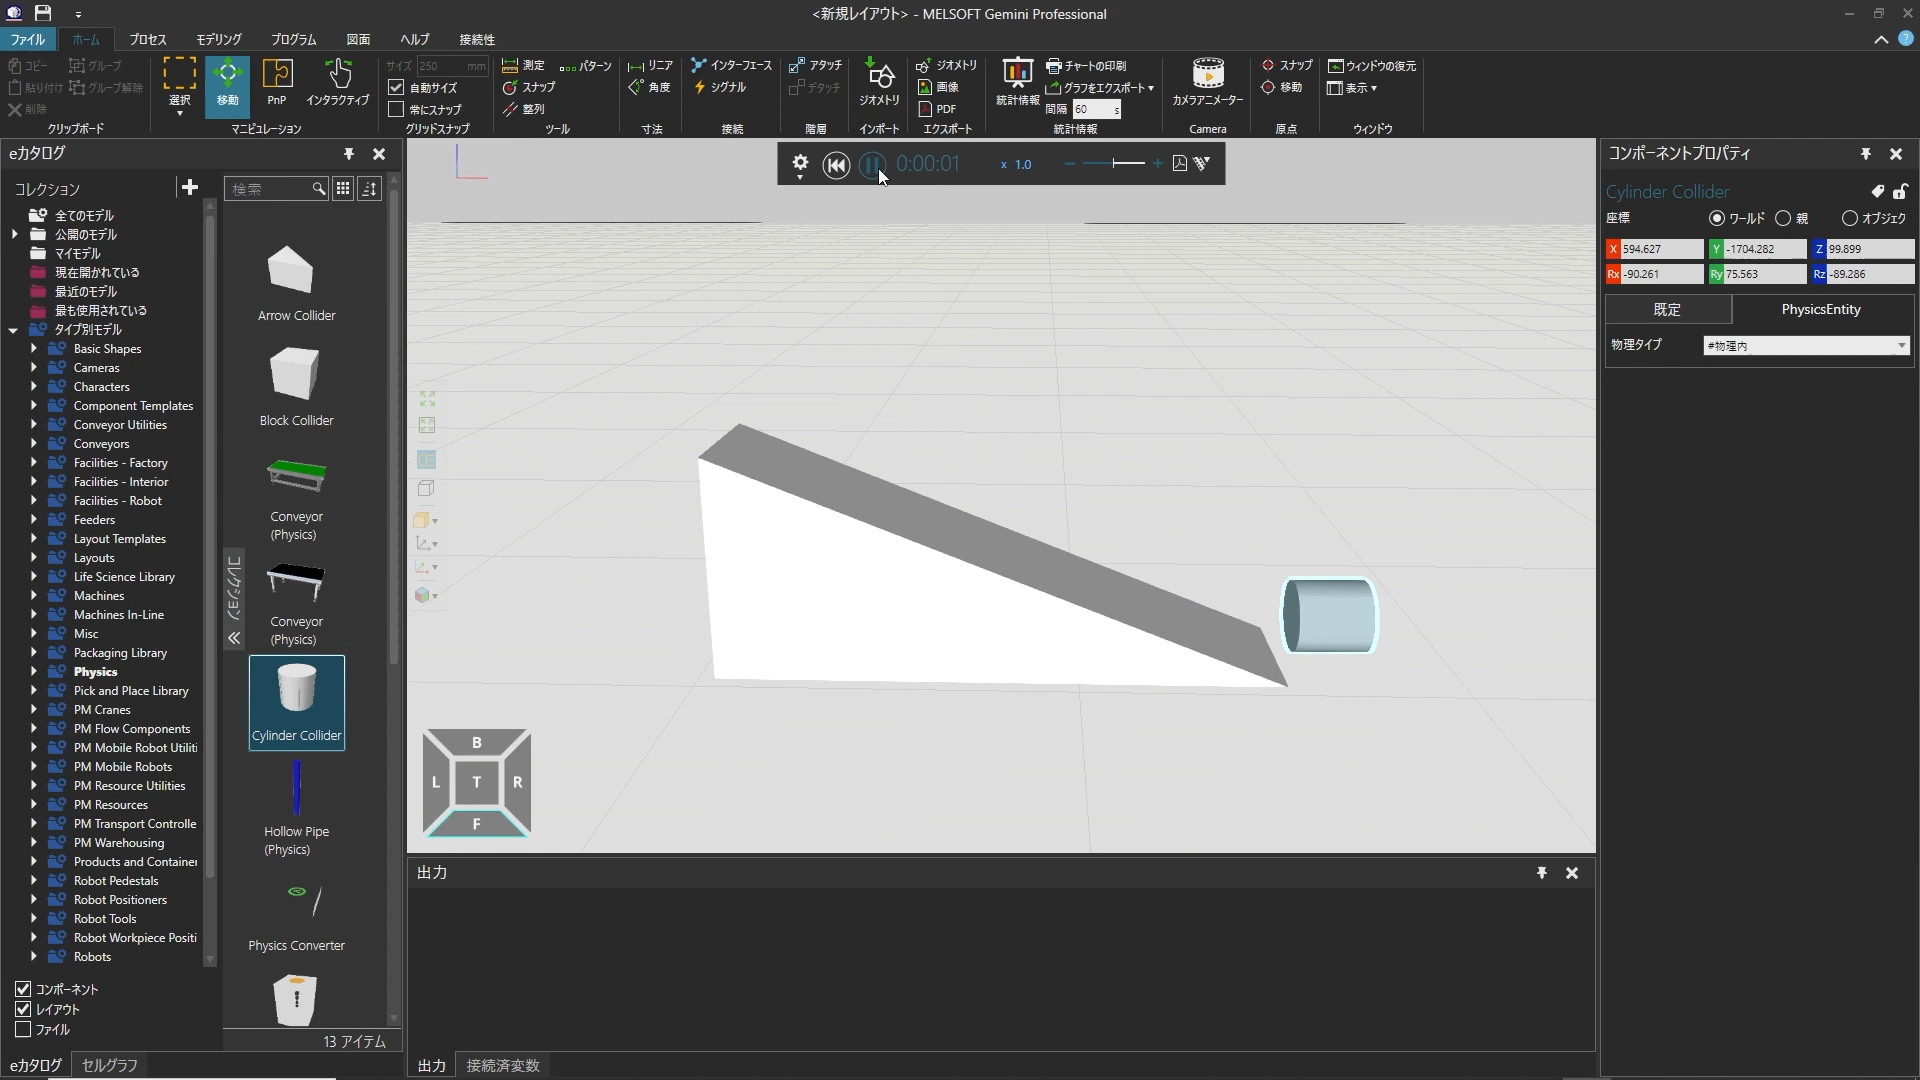 <新規レイアウト> - MELSOFT Gemini Professional
ファイル ホーム プロセス モデリング プログラム 図面 ヘルプ 接続性
コピー グループ
貼り付け グループ解除
削除
クリップボード
選択 移動 PnP インタラクティブ
マニピュレーション
サイズ 250 mm
自動サイズ
常にスナップ
グリッドスナップ
測定 パターン
スナップ
整列
ツール
リニア
角度
寸法
インターフェース
シグナル
接続
アタッチ
デタッチ
階層
ジオメトリ
インポート
ジオメトリ
画像
PDF
エクスポート
統計情報
チャートの印刷
グラフをエクスポート
間隔 60 s
統計情報
カメラアニメーター
Camera
スナップ
移動
原点
ウィンドウの復元
表示
ウィンドウ
eカタログ
コレクション
全てのモデル
公開のモデル
マイモデル
現在開かれている
最近のモデル
最も使用されている
タイプ別モデル
Basic Shapes
Cameras
Characters
Component Templates
Conveyor Utilities
Conveyors
Facilities - Factory
Facilities - Interior
Facilities - Robot
Feeders
Layout Templates
Layouts
Life Science Library
Machines
Machines In-Line
Misc
Packaging Library
Physics
Pick and Place Library
PM Cranes
PM Flow Components
PM Mobile Robot Utiliti
PM Mobile Robots
PM Resource Utilities
PM Resources
PM Transport Controlle
PM Warehousing
Products and Container
Robot Pedestals
Robot Positioners
Robot Tools
Robot Workpiece Positi
Robots
コンポーネント
レイアウト
ファイル
eカタログ セルグラフ
検索
コレクション
Arrow Collider
Block Collider
Conveyor
(Physics)
Conveyor
(Physics)
Cylinder Collider
Hollow Pipe
(Physics)
Physics Converter
13 アイテム
0:00:01 x 1.0
B
L T R
F
出力
出力 接続済変数
コンポーネントプロパティ
Cylinder Collider
座標 ワールド 親 オブジェク
X 594.627 Y -1704.282 Z 99.899
Rx -90.261 Ry 75.563 Rz -89.286
既定 PhysicsEntity
物理タイプ #物理内